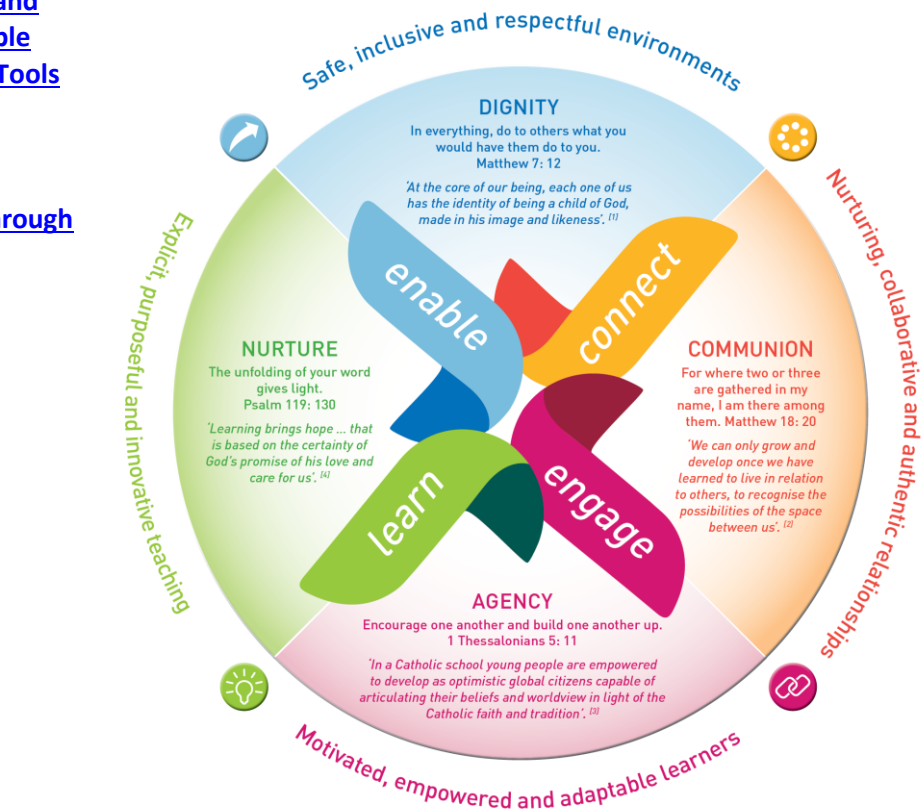 and
ble
Tools
hrough
Safe, inclusive and respectful environments
DIGNITY
In everything, do to others what you
would have them do to you.
Matthew 7: 12
‘At the core of our being, each one of us
has the identity of being a child of God,
made in his image and likeness’. [1]
Nurturing, collaborative and authentic relationships
enable
connect
NURTURE
The unfolding of your word
gives light.
Psalm 119: 130
‘Learning brings hope ... that
is based on the certainty of
God’s promise of his love and
care for us’. [4]
COMMUNION
For where two or three
are gathered in my
name, I am there among
them. Matthew 18: 20
‘We can only grow and
develop once we have
learned to live in relation
to others, to recognise the
possibilities of the space
between us’. [2]
Explicit, purposeful and innovative teaching
learn
engage
AGENCY
Encourage one another and build one another up.
1 Thessalonians 5: 11
‘In a Catholic school young people are empowered
to develop as optimistic global citizens capable of
articulating their beliefs and worldview in light of the
Catholic faith and tradition’. [3]
Motivated, empowered and adaptable learners